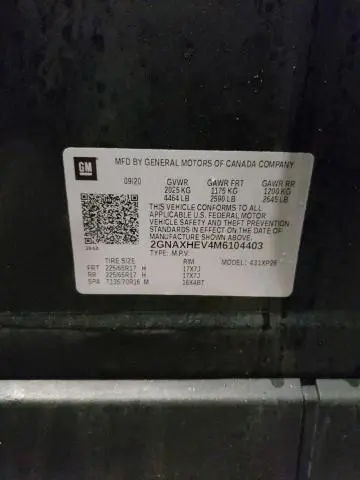 GM
MFD BY GENERAL MOTORS OF CANADA COMPANY
09/20 GVWR GAWR FRT GAWR RR
2025 KG 1175 KG 1200 KG
4464 LB 2590 LB 2645 LB
THIS VEHICLE CONFORMS TO ALL
APPLICABLE U.S. FEDERAL MOTOR
VEHICLE SAFETY AND THEFT PREVENTION
STANDARDS IN EFFECT ON THE DATE OF
MANUFACTURE SHOWN ABOVE.
2GNAXHEV4M6104403
TYPE: M.P.V. MODEL: 431XP26
TIRE SIZE RIM
FRT 225/65R17 H 17X7J
RR 225/65R17 H 17X7J
SPA T135/70R16 M 16X4BT